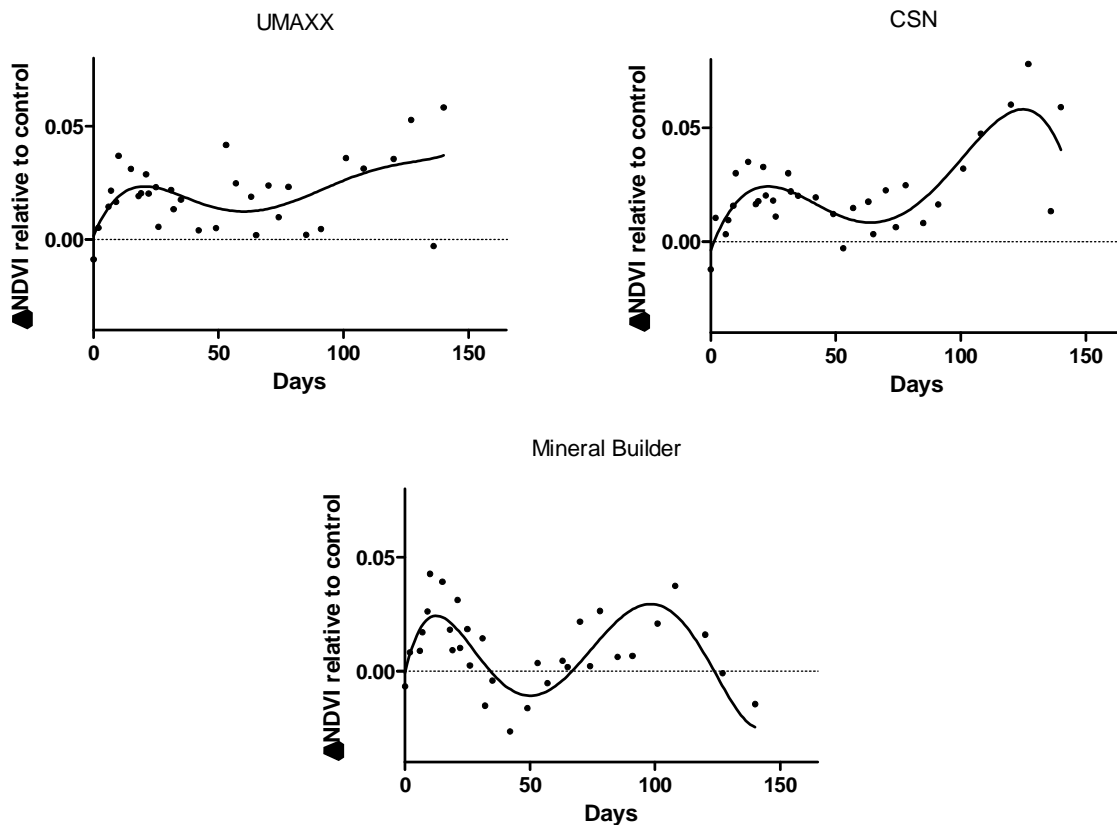 UMAXX
NDVI relative to control
0.05
0.00
0 50 100 150
Days
CSN
NDVI relative to control
0.05
0.00
0 50 100 150
Days
Mineral Builder
NDVI relative to control
0.05
0.00
0 50 100 150
Days